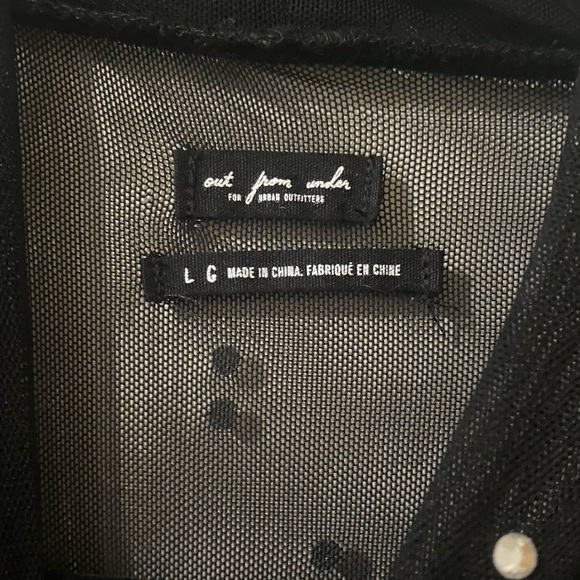 out from under
FOR URBAN OUTFITTERS
L G MADE IN CHINA. FABRIQUÉ EN CHINE